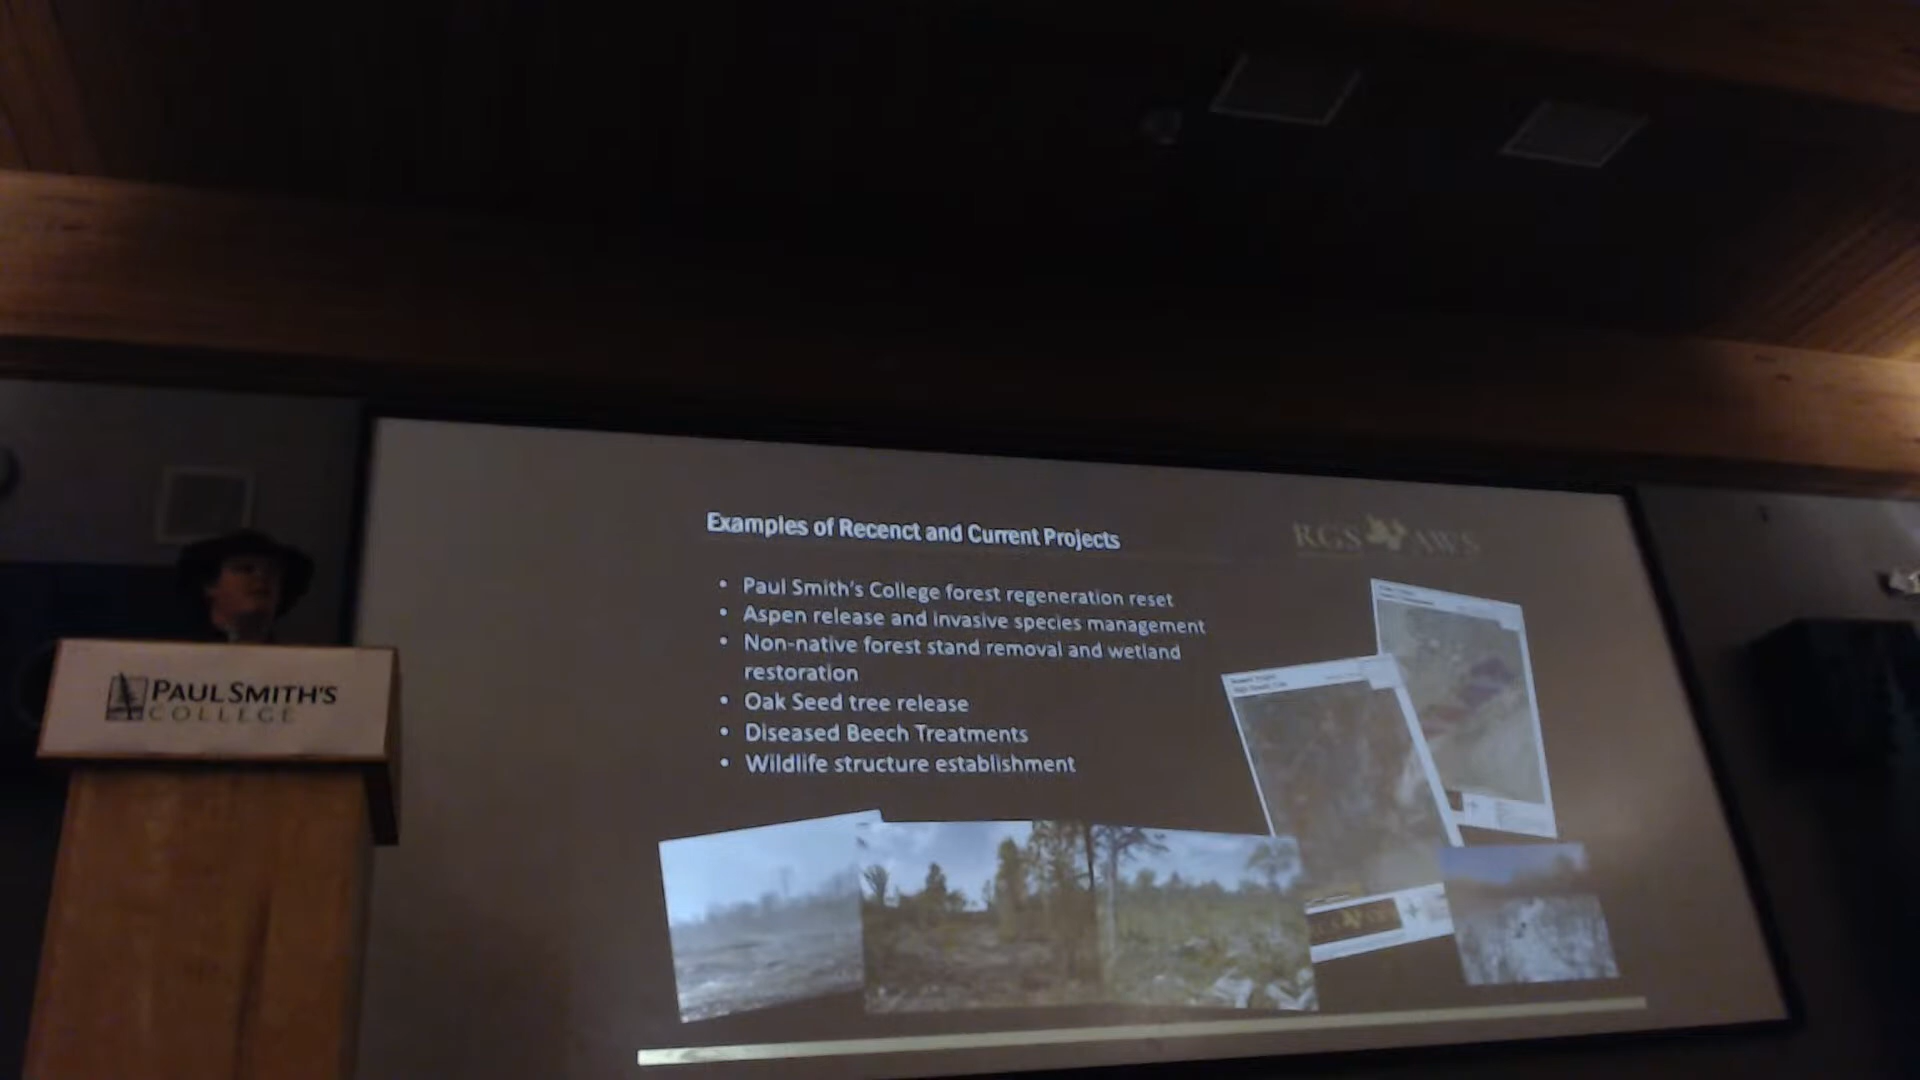 Examples of Recenct and Current Projects
RGS AWS
• Paul Smith's College forest regeneration reset
• Aspen release and invasive species management
• Non-native forest stand removal and wetland
restoration
• Oak Seed tree release
• Diseased Beech Treatments
• Wildlife structure establishment
PAUL SMITH'S
COLLEGE